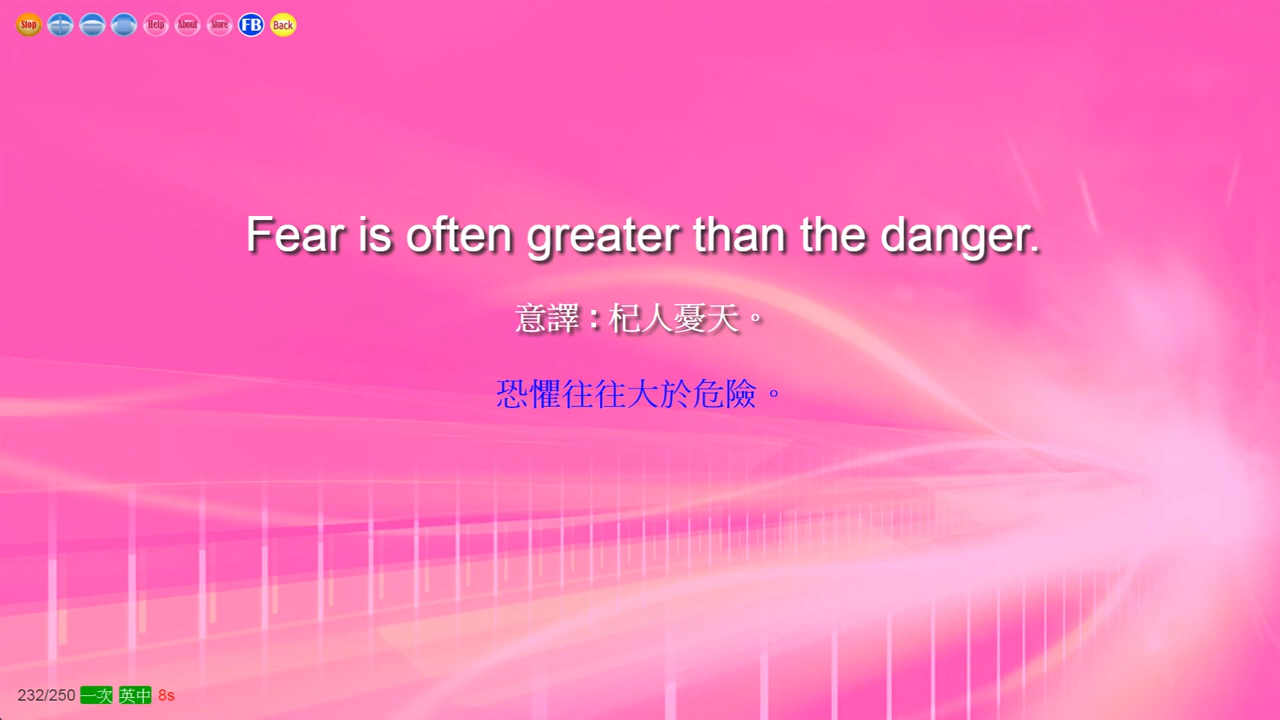 Stop Help About Store FB Back
Fear is often greater than the danger.
意譯：杞人憂天。
恐懼往往大於危險。
232/250 一次 英中 8s